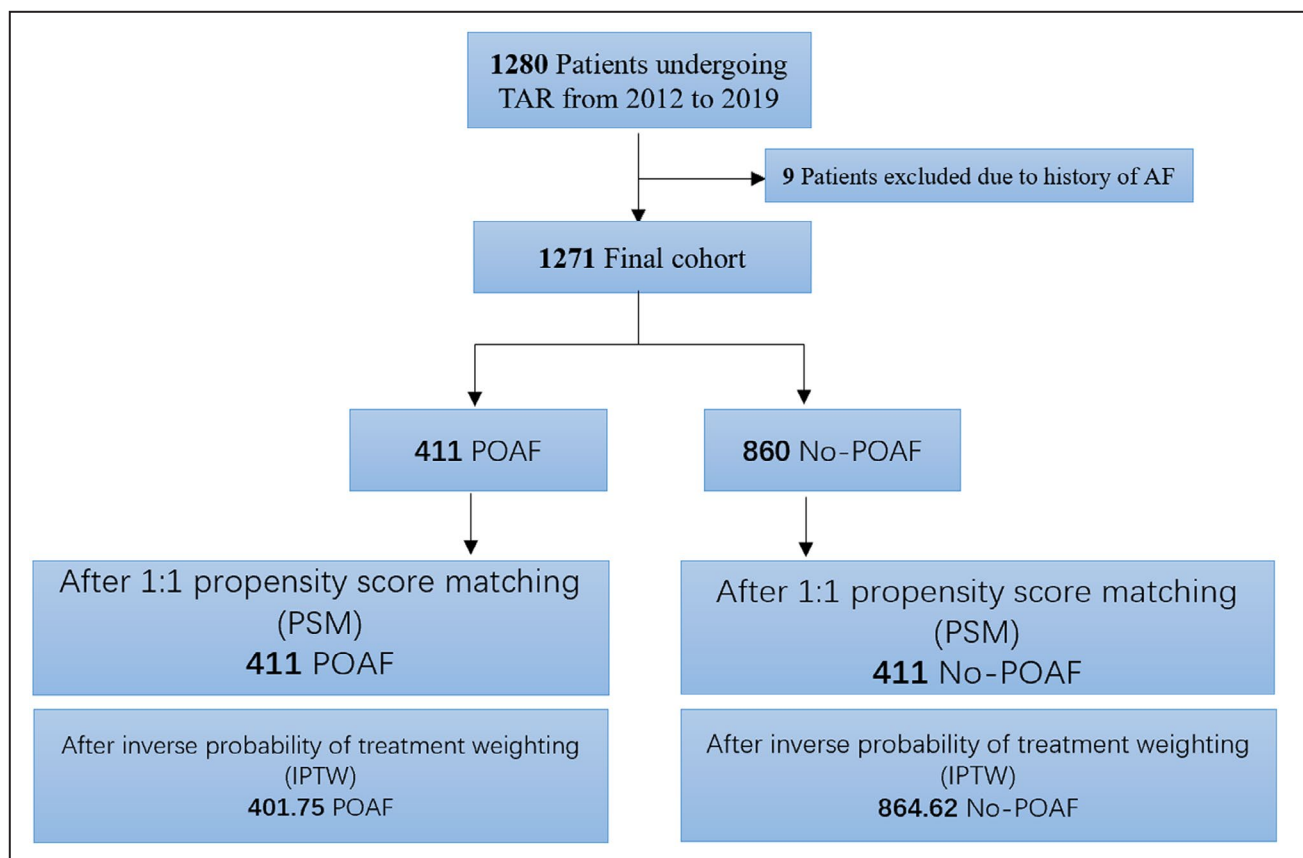 1280 Patients undergoing
TAR from 2012 to 2019
9 Patients excluded due to history of AF
1271 Final cohort
411 POAF
860 No-POAF
After 1:1 propensity score matching
(PSM)
411 POAF
After 1:1 propensity score matching
(PSM)
411 No-POAF
After inverse probability of treatment weighting
(IPTW)
401.75 POAF
After inverse probability of treatment weighting
(IPTW)
864.62 No-POAF